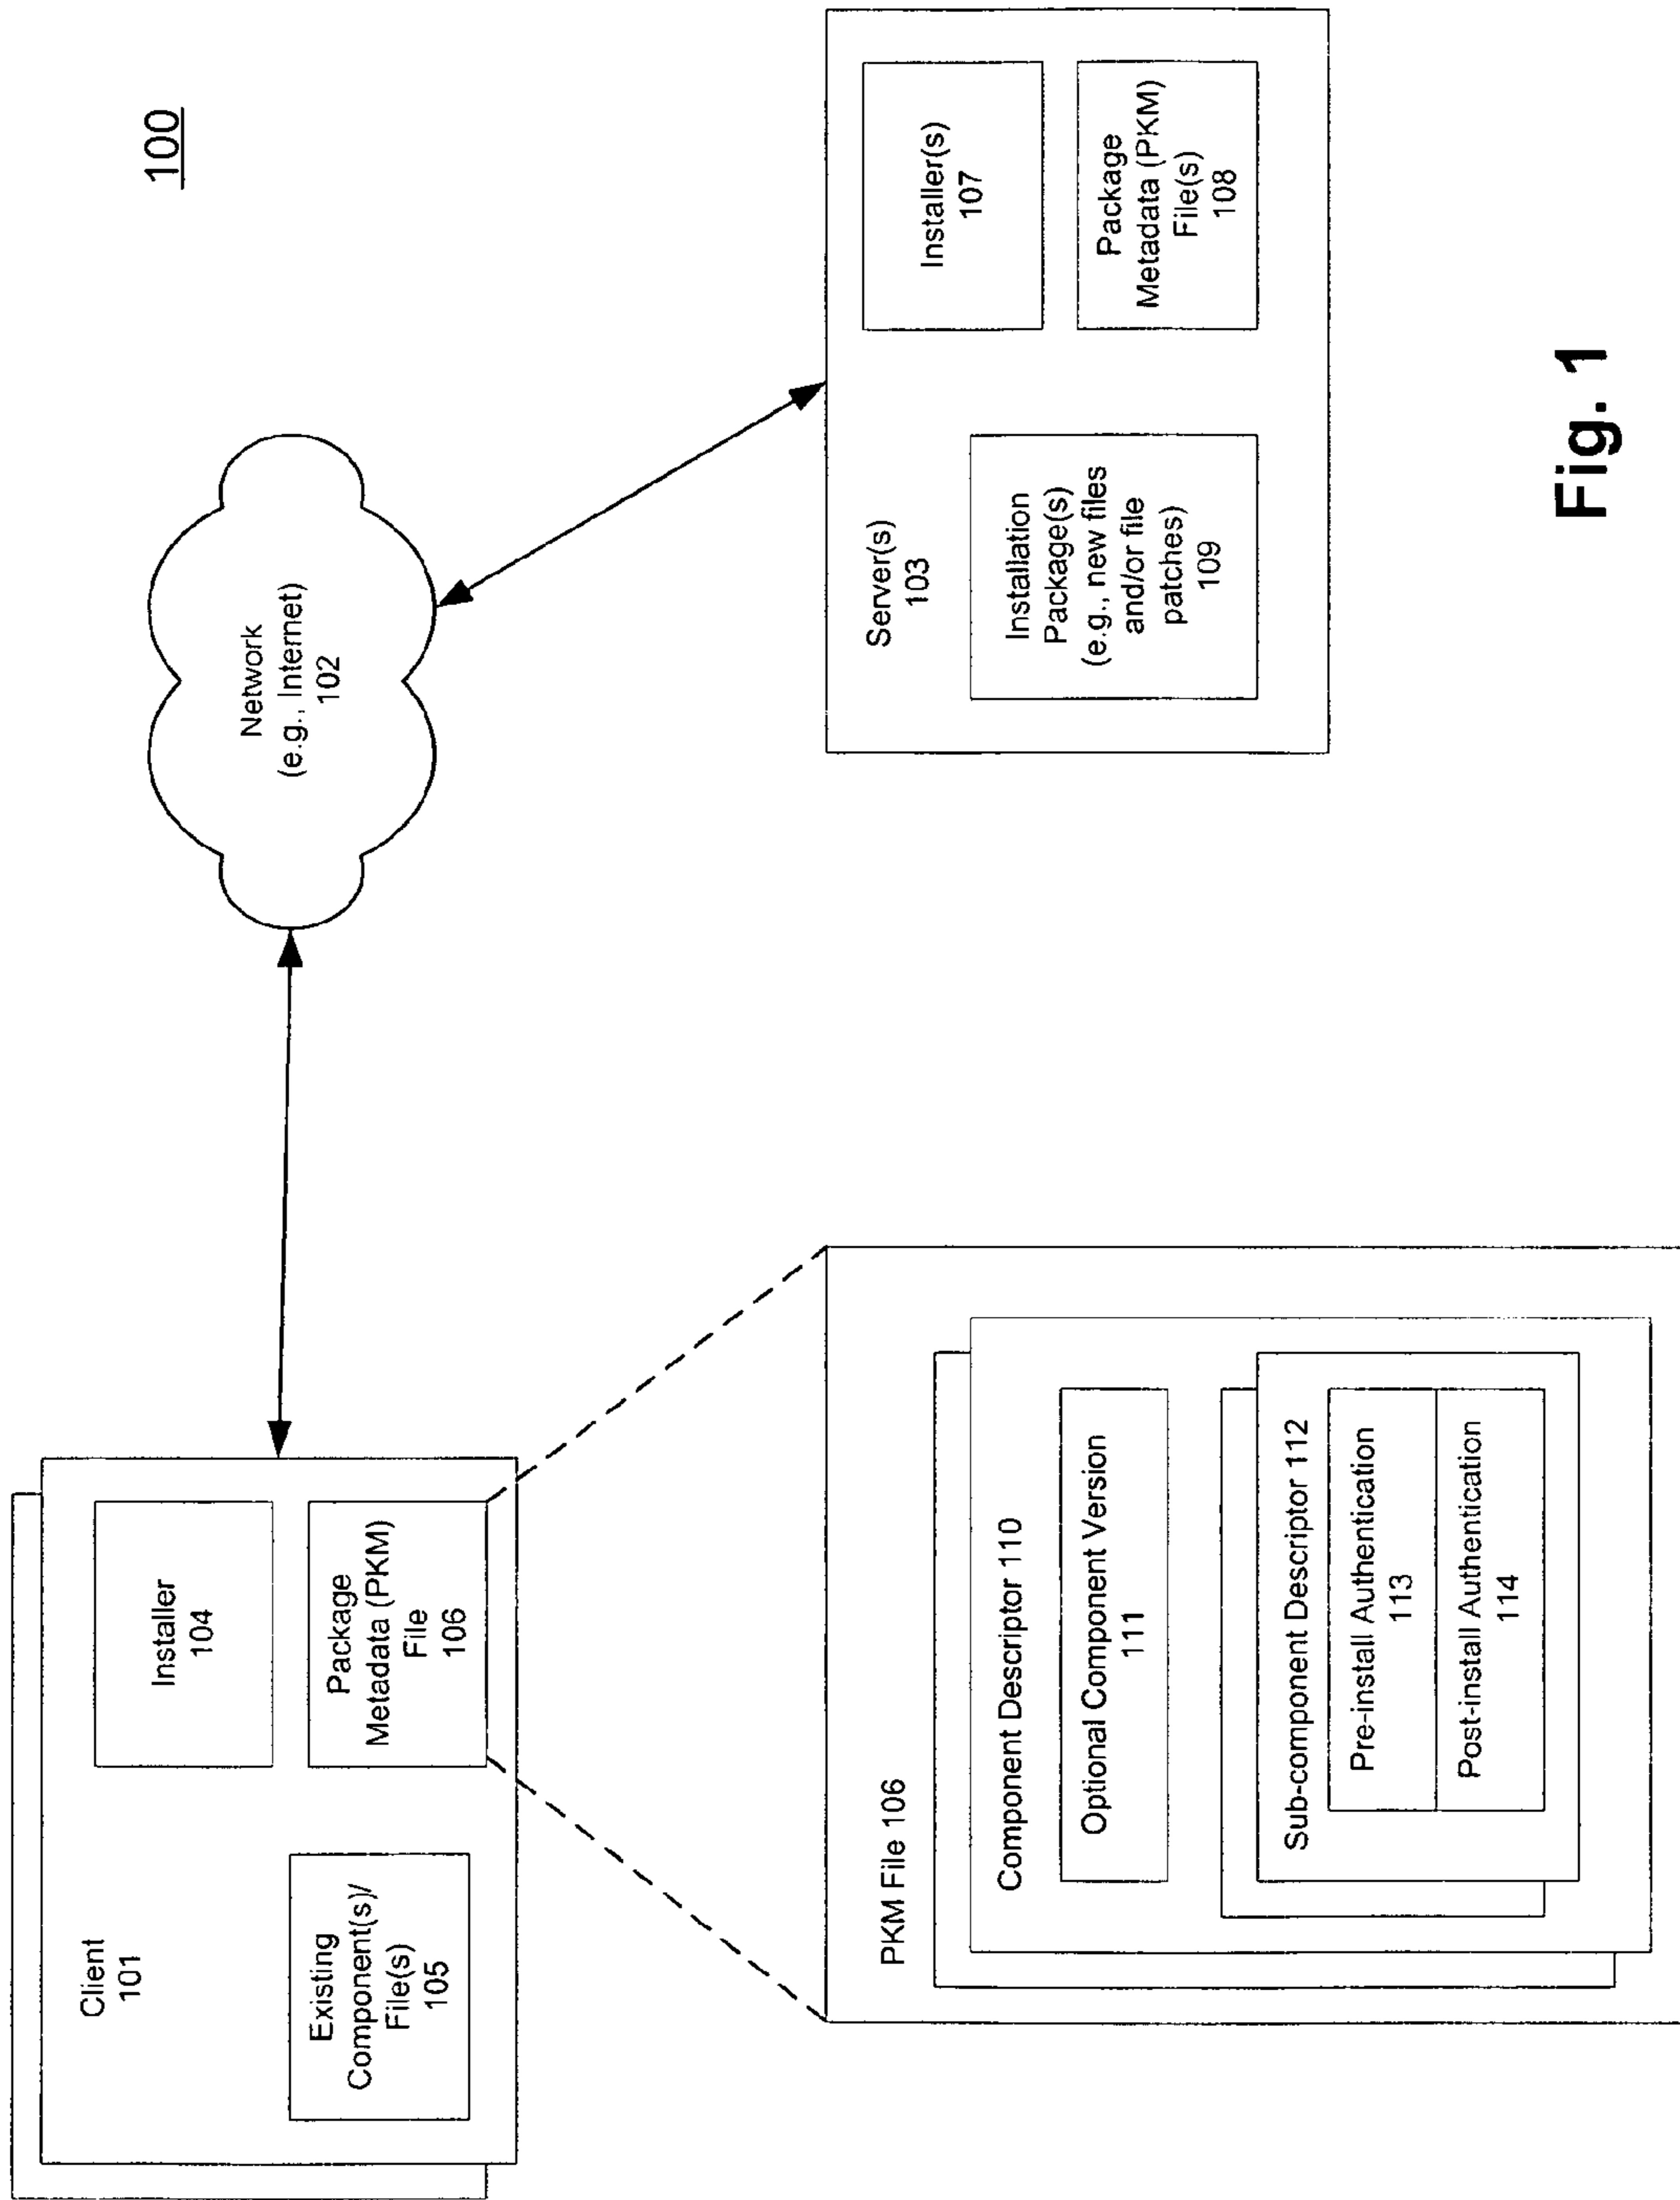 100
Client
101
Installer
104
Existing
Component(s)/
File(s)
105
Package
Metadata (PKM)
File
106
Network
(e.g., Internet)
102
Server(s)
103
Installer(s)
107
Installation
Package(s)
(e.g., new files
and/or file
patches)
109
Package
Metadata (PKM)
File(s)
108
PKM File 106
Component Descriptor 110
Optional Component Version
111
Sub-component Descriptor 112
Pre-install Authentication
113
Post-install Authentication
114
Fig. 1